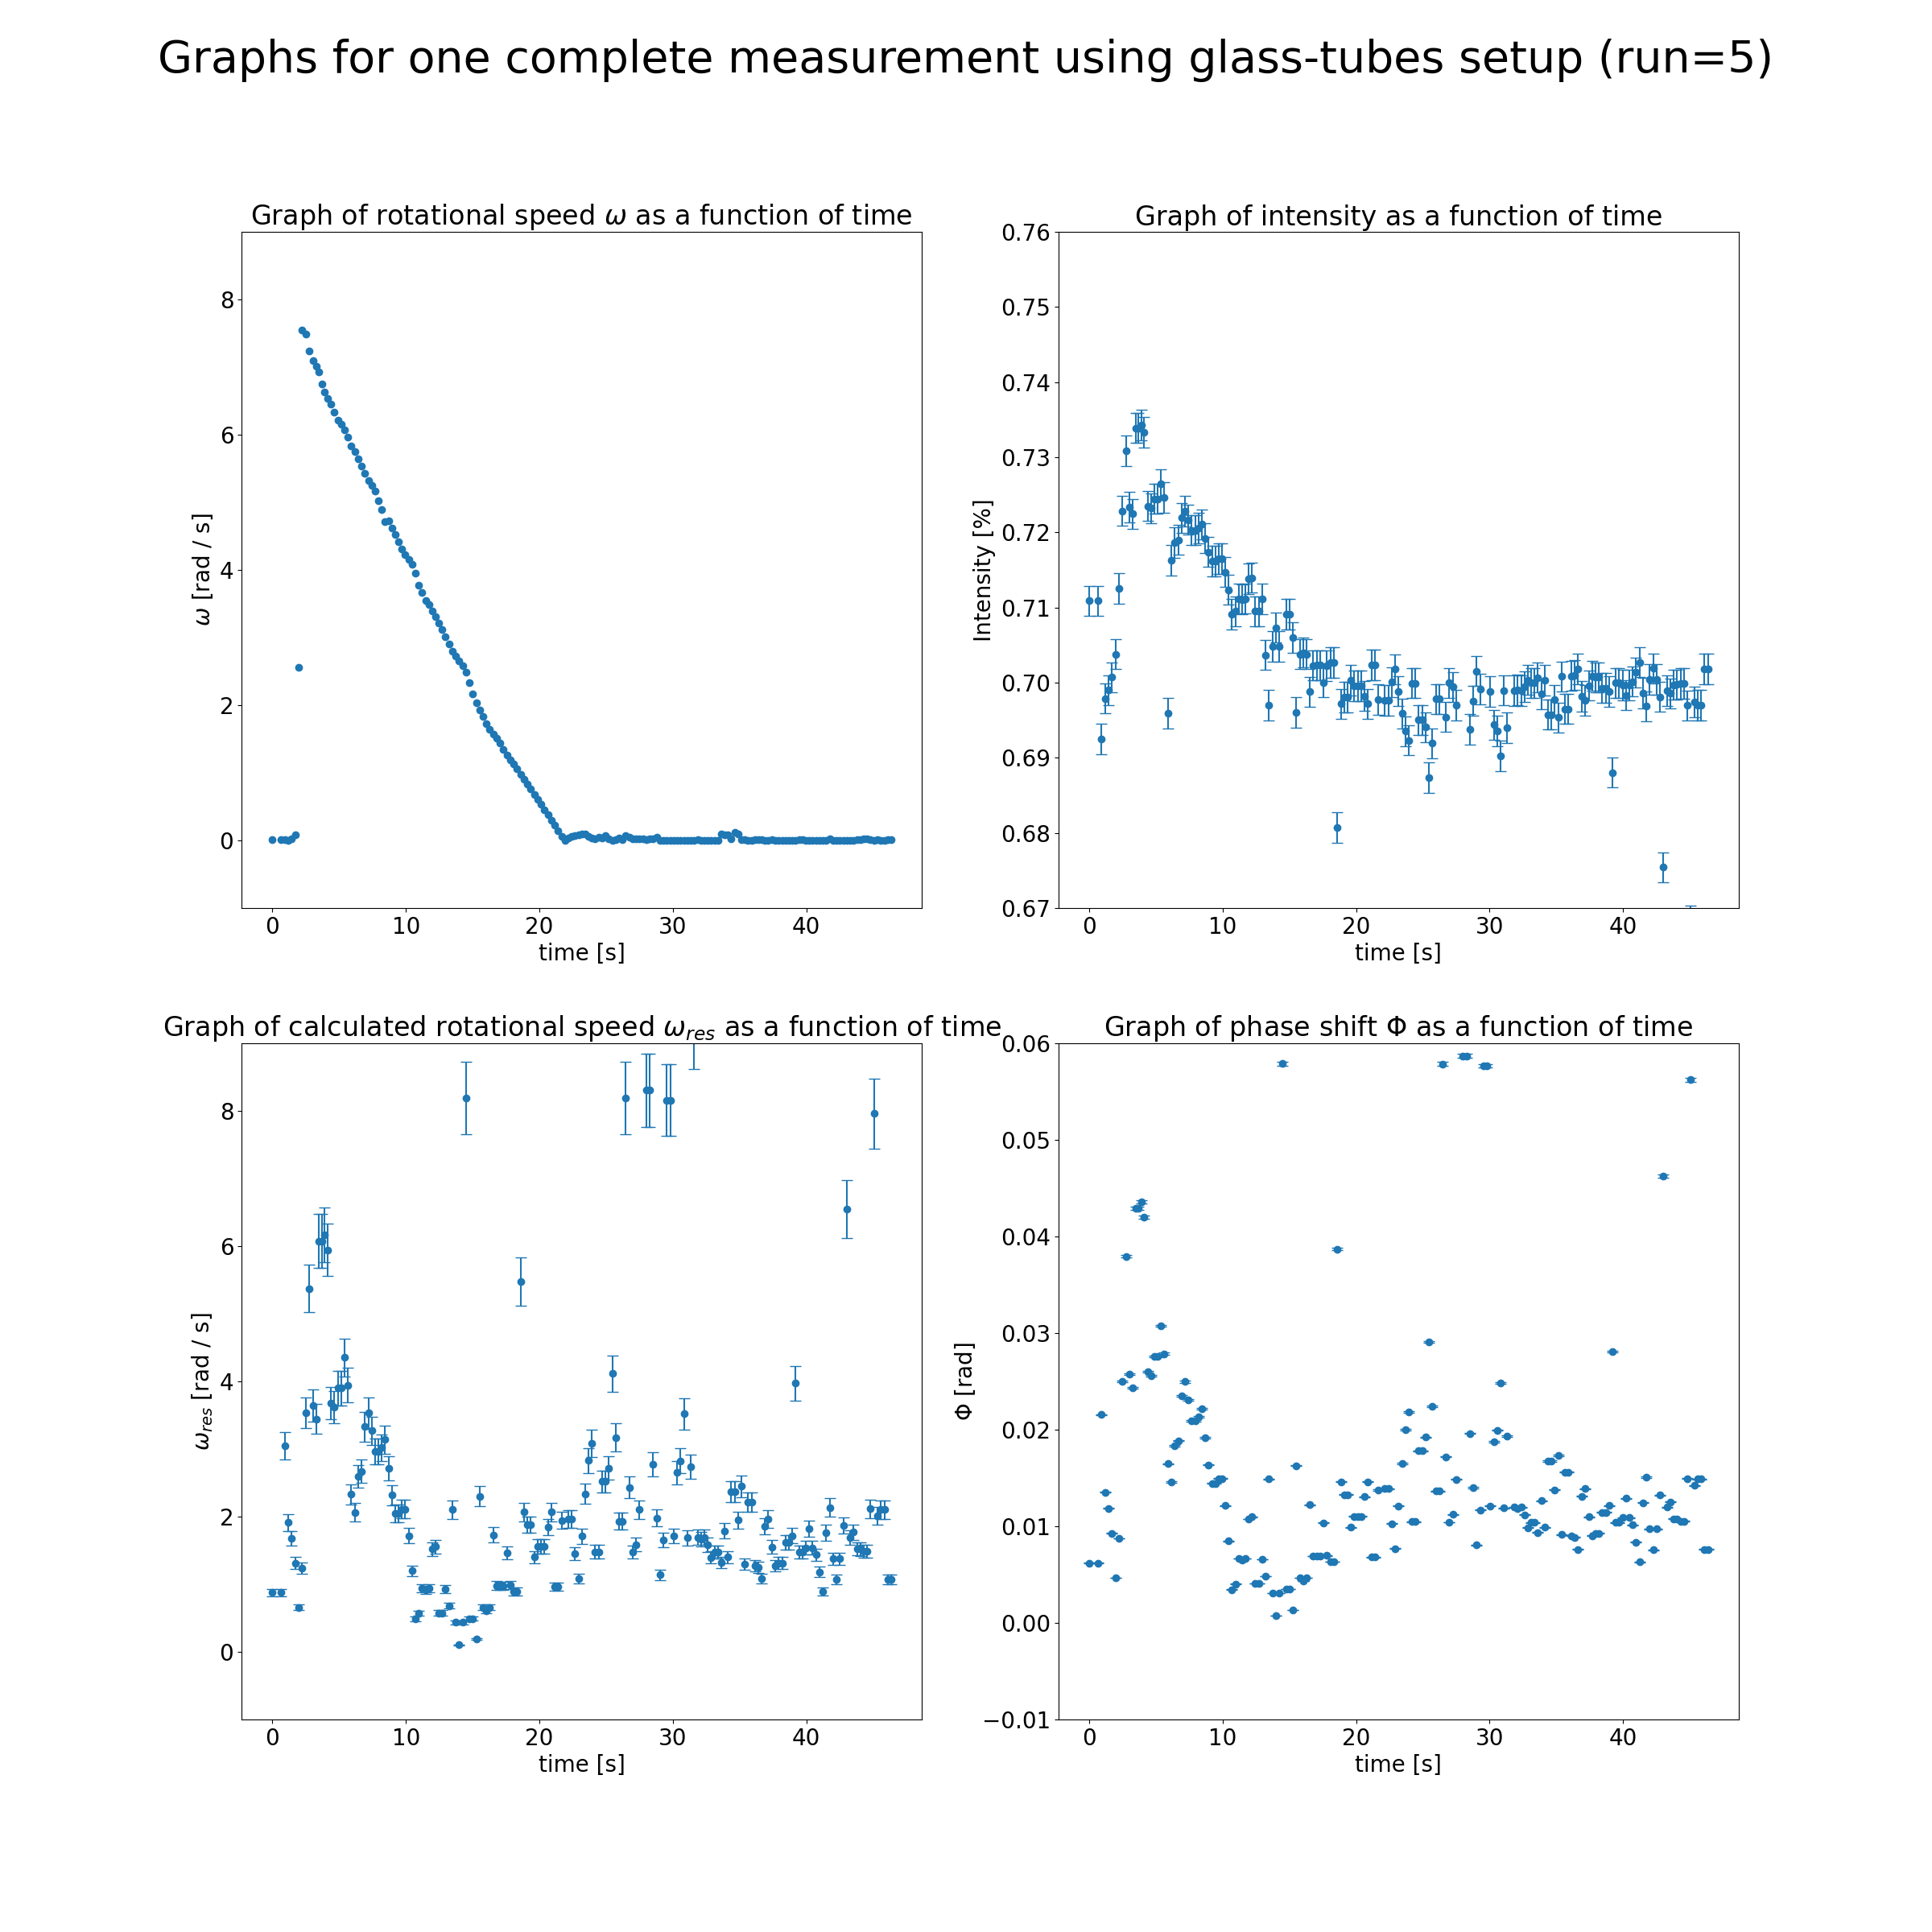 Graphs for one complete measurement using glass-tubes setup (run=5)
Graph of rotational speed ω as a function of time
8
6
4
2
0
ω [rad / s]
0 10 20 30 40
time [s]
Graph of intensity as a function of time
0.76
0.75
0.74
0.73
0.72
0.71
0.70
0.69
0.68
0.67
Intensity [%]
0 10 20 30 40
time [s]
Graph of calculated rotational speed ω_res as a function of time
8
6
4
2
0
ω_res [rad / s]
0 10 20 30 40
time [s]
Graph of phase shift Φ as a function of time
0.06
0.05
0.04
0.03
0.02
0.01
0.00
−0.01
Φ [rad]
0 10 20 30 40
time [s]